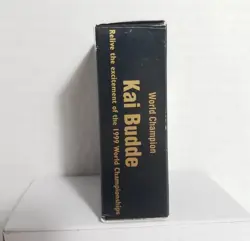 World Champion
Kai Budde
Relive the excitement of the 1999 World Championships